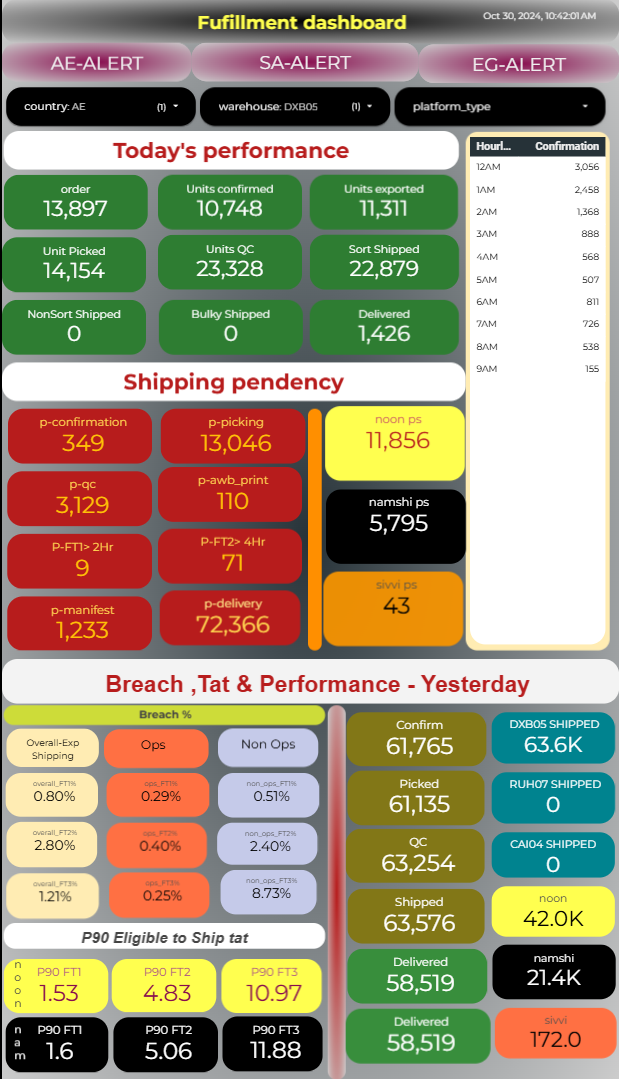 Fufillment dashboard
Oct 30, 2024, 10:42:01 AM
AE-ALERT
SA-ALERT
EG-ALERT
country: AE (1)
warehouse: DXB05 (1)
platform_type
Today's performance
order
13,897
Units confirmed
10,748
Units exported
11,311
Unit Picked
14,154
Units QC
23,328
Sort Shipped
22,879
NonSort Shipped
0
Bulky Shipped
0
Delivered
1,426
Hourl... Confirmation
12AM 3,056
1AM 2,458
2AM 1,368
3AM 888
4AM 568
5AM 507
6AM 811
7AM 726
8AM 538
9AM 155
Shipping pendency
p-confirmation
349
p-picking
13,046
p-qc
3,129
p-awb_print
110
P-FT1> 2Hr
9
P-FT2> 4Hr
71
p-manifest
1,233
p-delivery
72,366
noon ps
11,856
namshi ps
5,795
sivvi ps
43
Breach ,Tat & Performance - Yesterday
Breach %
Overall-Exp
Shipping
Ops
Non Ops
overall_FT1%
0.80%
ops_FT1%
0.29%
non_ops_FT1%
0.51%
overall_FT2%
2.80%
ops_FT2%
0.40%
non_ops_FT2%
2.40%
overall_FT3%
1.21%
ops_FT3%
0.25%
non_ops_FT3%
8.73%
P90 Eligible to Ship tat
n
o
o
n
P90 FT1
1.53
P90 FT2
4.83
P90 FT3
10.97
n
a
m
P90 FT1
1.6
P90 FT2
5.06
P90 FT3
11.88
Confirm
61,765
Picked
61,135
QC
63,254
Shipped
63,576
Delivered
58,519
Delivered
58,519
DXB05 SHIPPED
63.6K
RUH07 SHIPPED
0
CAI04 SHIPPED
0
noon
42.0K
namshi
21.4K
sivvi
172.0